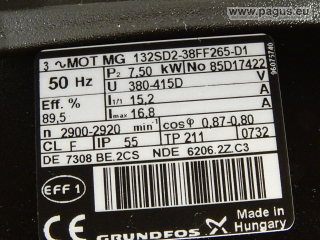 © www.pagus.eu
3 ~ MOT MG 132SD2-38FF265-D1
50 Hz P2 7,50 kW No 85D17422
U 380-415D V
Eff. % I1/1 15,2 A
89,5 Imax 16,8 A
n 2900-2920 min-1 cosφ 0,87-0,80
CL F IP 55 TP 211 0732
DE 7308 BE.2CS NDE 6206.2Z.C3
96075740
EFF 1
CE GRUNDFOS X
Made in
Hungary